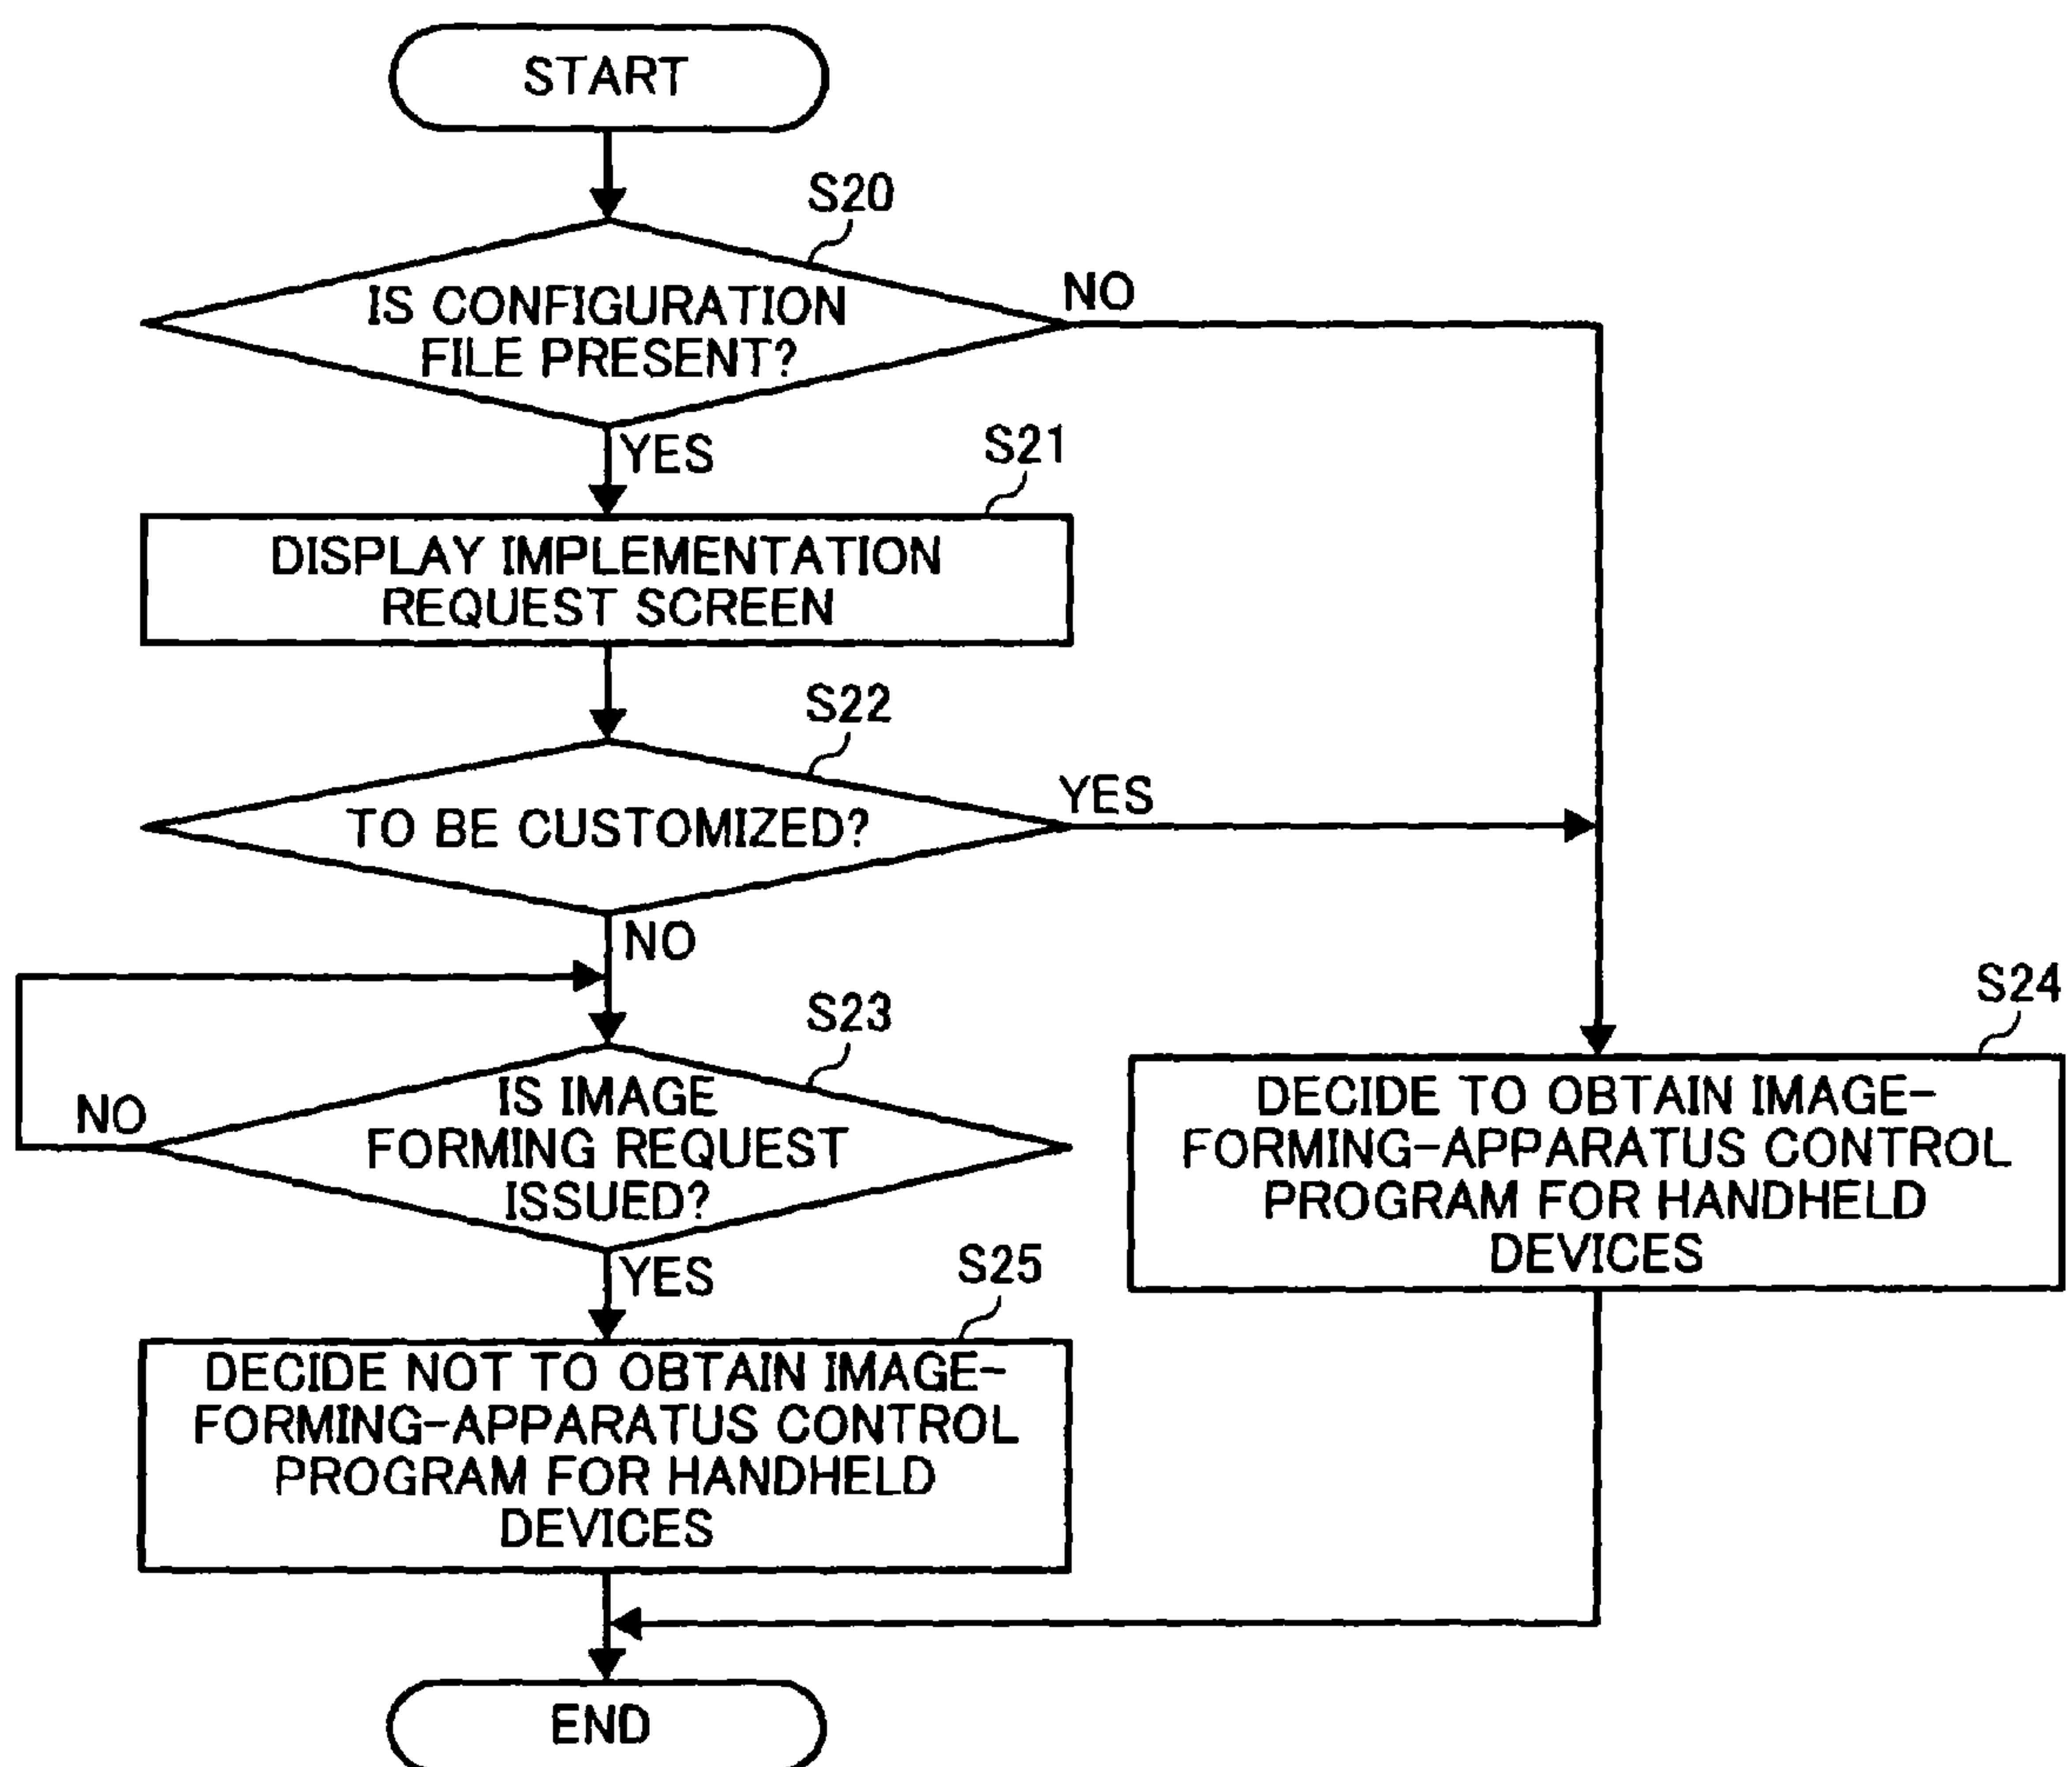 START
S20
IS CONFIGURATION
FILE PRESENT?
NO
YES
S21
DISPLAY IMPLEMENTATION
REQUEST SCREEN
S22
TO BE CUSTOMIZED?
YES
NO
S23
IS IMAGE
FORMING REQUEST
ISSUED?
NO
YES
S24
DECIDE TO OBTAIN IMAGE-
FORMING-APPARATUS CONTROL
PROGRAM FOR HANDHELD
DEVICES
S25
DECIDE NOT TO OBTAIN IMAGE-
FORMING-APPARATUS CONTROL
PROGRAM FOR HANDHELD
DEVICES
END